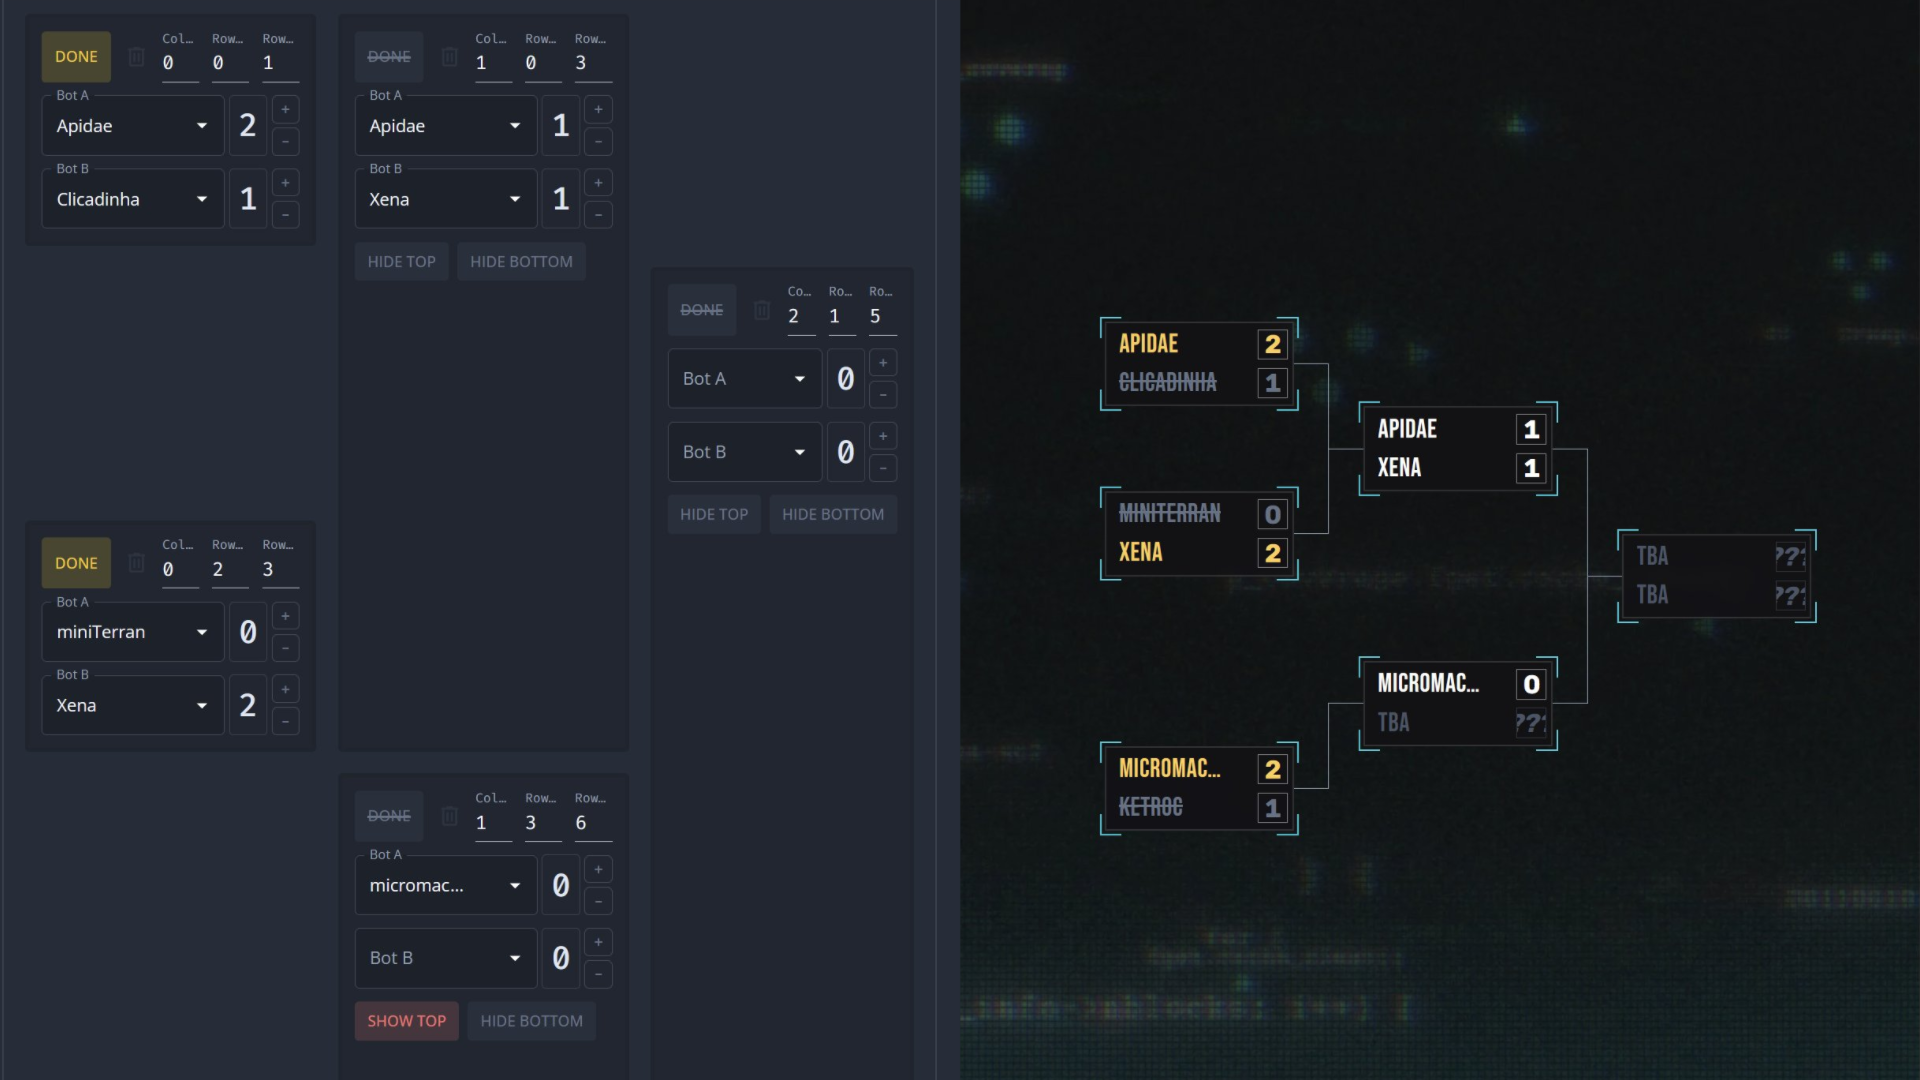 DONE
Col... Row... Row...
0 0 1
Bot A
Apidae 2 + -
Bot B
Clicadinha 1 + -
DONE
Col... Row... Row...
1 0 3
Bot A
Apidae 1 + -
Bot B
Xena 1 + -
HIDE TOP HIDE BOTTOM
DONE
Co... Ro... Ro...
2 1 5
Bot A 0 + -
Bot B 0 + -
HIDE TOP HIDE BOTTOM
DONE
Col... Row... Row...
0 2 3
Bot A
miniTerran 0 + -
Bot B
Xena 2 + -
DONE
Col... Row... Row...
1 3 6
Bot A
micromac... 0 + -
Bot B 0 + -
SHOW TOP HIDE BOTTOM
APIDAE 2
CLICADINHA 1
MINITERRAN 0
XENA 2
MICROMAC... 2
KETROC 1
APIDAE 1
XENA 1
MICROMAC... 0
TBA ???
TBA ???
TBA ???